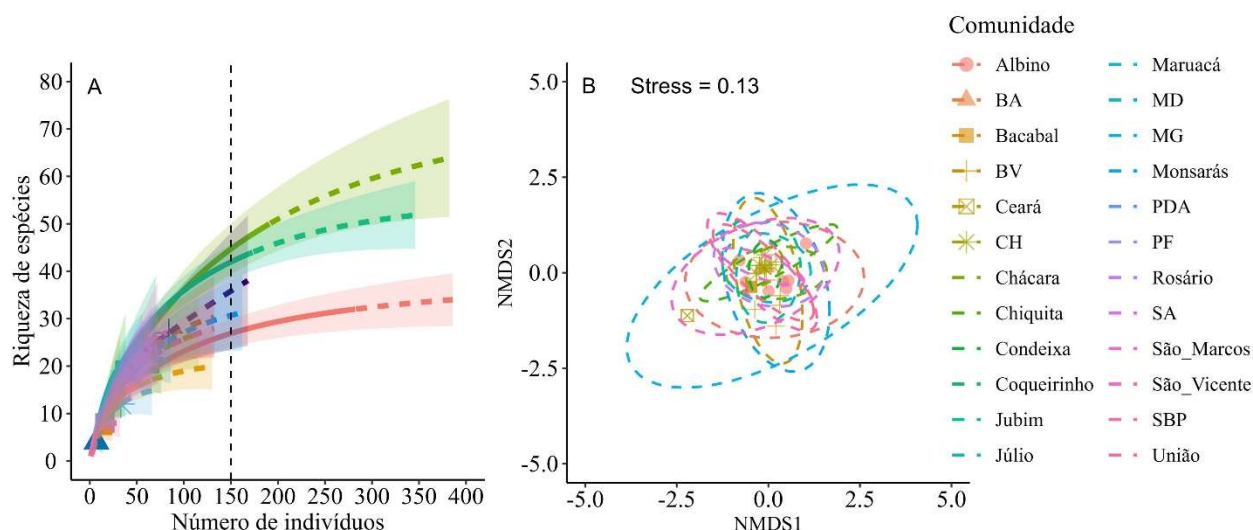 A
Riqueza de espécies
80
70
60
50
40
30
20
10
0
0 50 100 150 200 250 300 350 400
Número de indivíduos
B Stress = 0.13
NMDS2
5.0
2.5
0.0
-2.5
-5.0
-5.0 -2.5 0.0 2.5 5.0
NMDS1
Comunidade
Albino
BA
Bacabal
BV
Ceará
CH
Chácara
Chiquita
Condeixa
Coqueirinho
Jubim
Júlio
Maruacá
MD
MG
Monsarás
PDA
PF
Rosário
SA
São_Marcos
São_Vicente
SBP
União